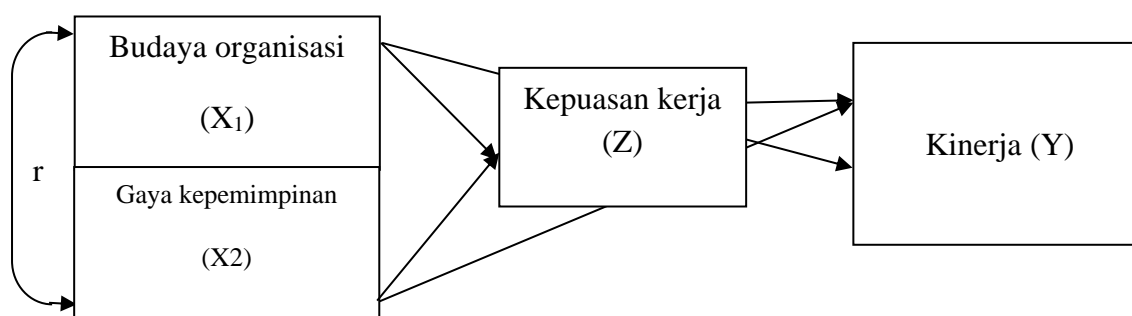 Budaya organisasi
(X₁)
r
Gaya kepemimpinan
(X2)
Kepuasan kerja
(Z)
Kinerja (Y)